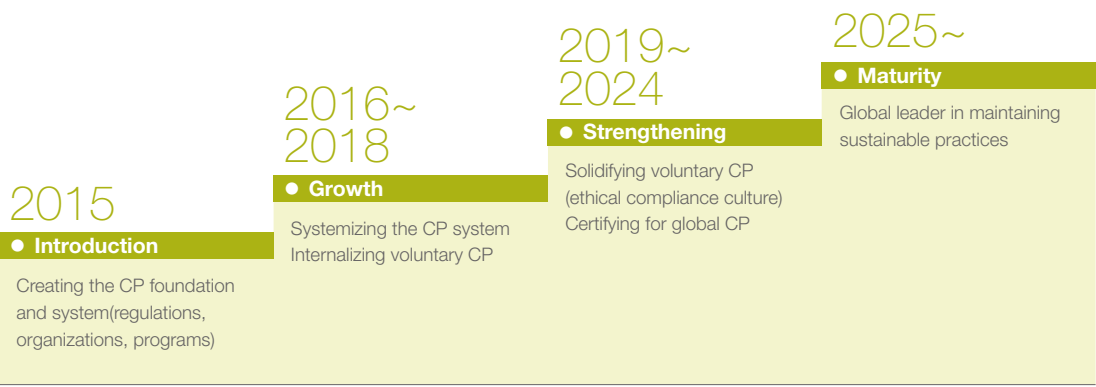 2015
● Introduction
Creating the CP foundation
and system(regulations,
organizations, programs)
2016~
2018
● Growth
Systemizing the CP system
Internalizing voluntary CP
2019~
2024
● Strengthening
Solidifying voluntary CP
(ethical compliance culture)
Certifying for global CP
2025~
● Maturity
Global leader in maintaining
sustainable practices